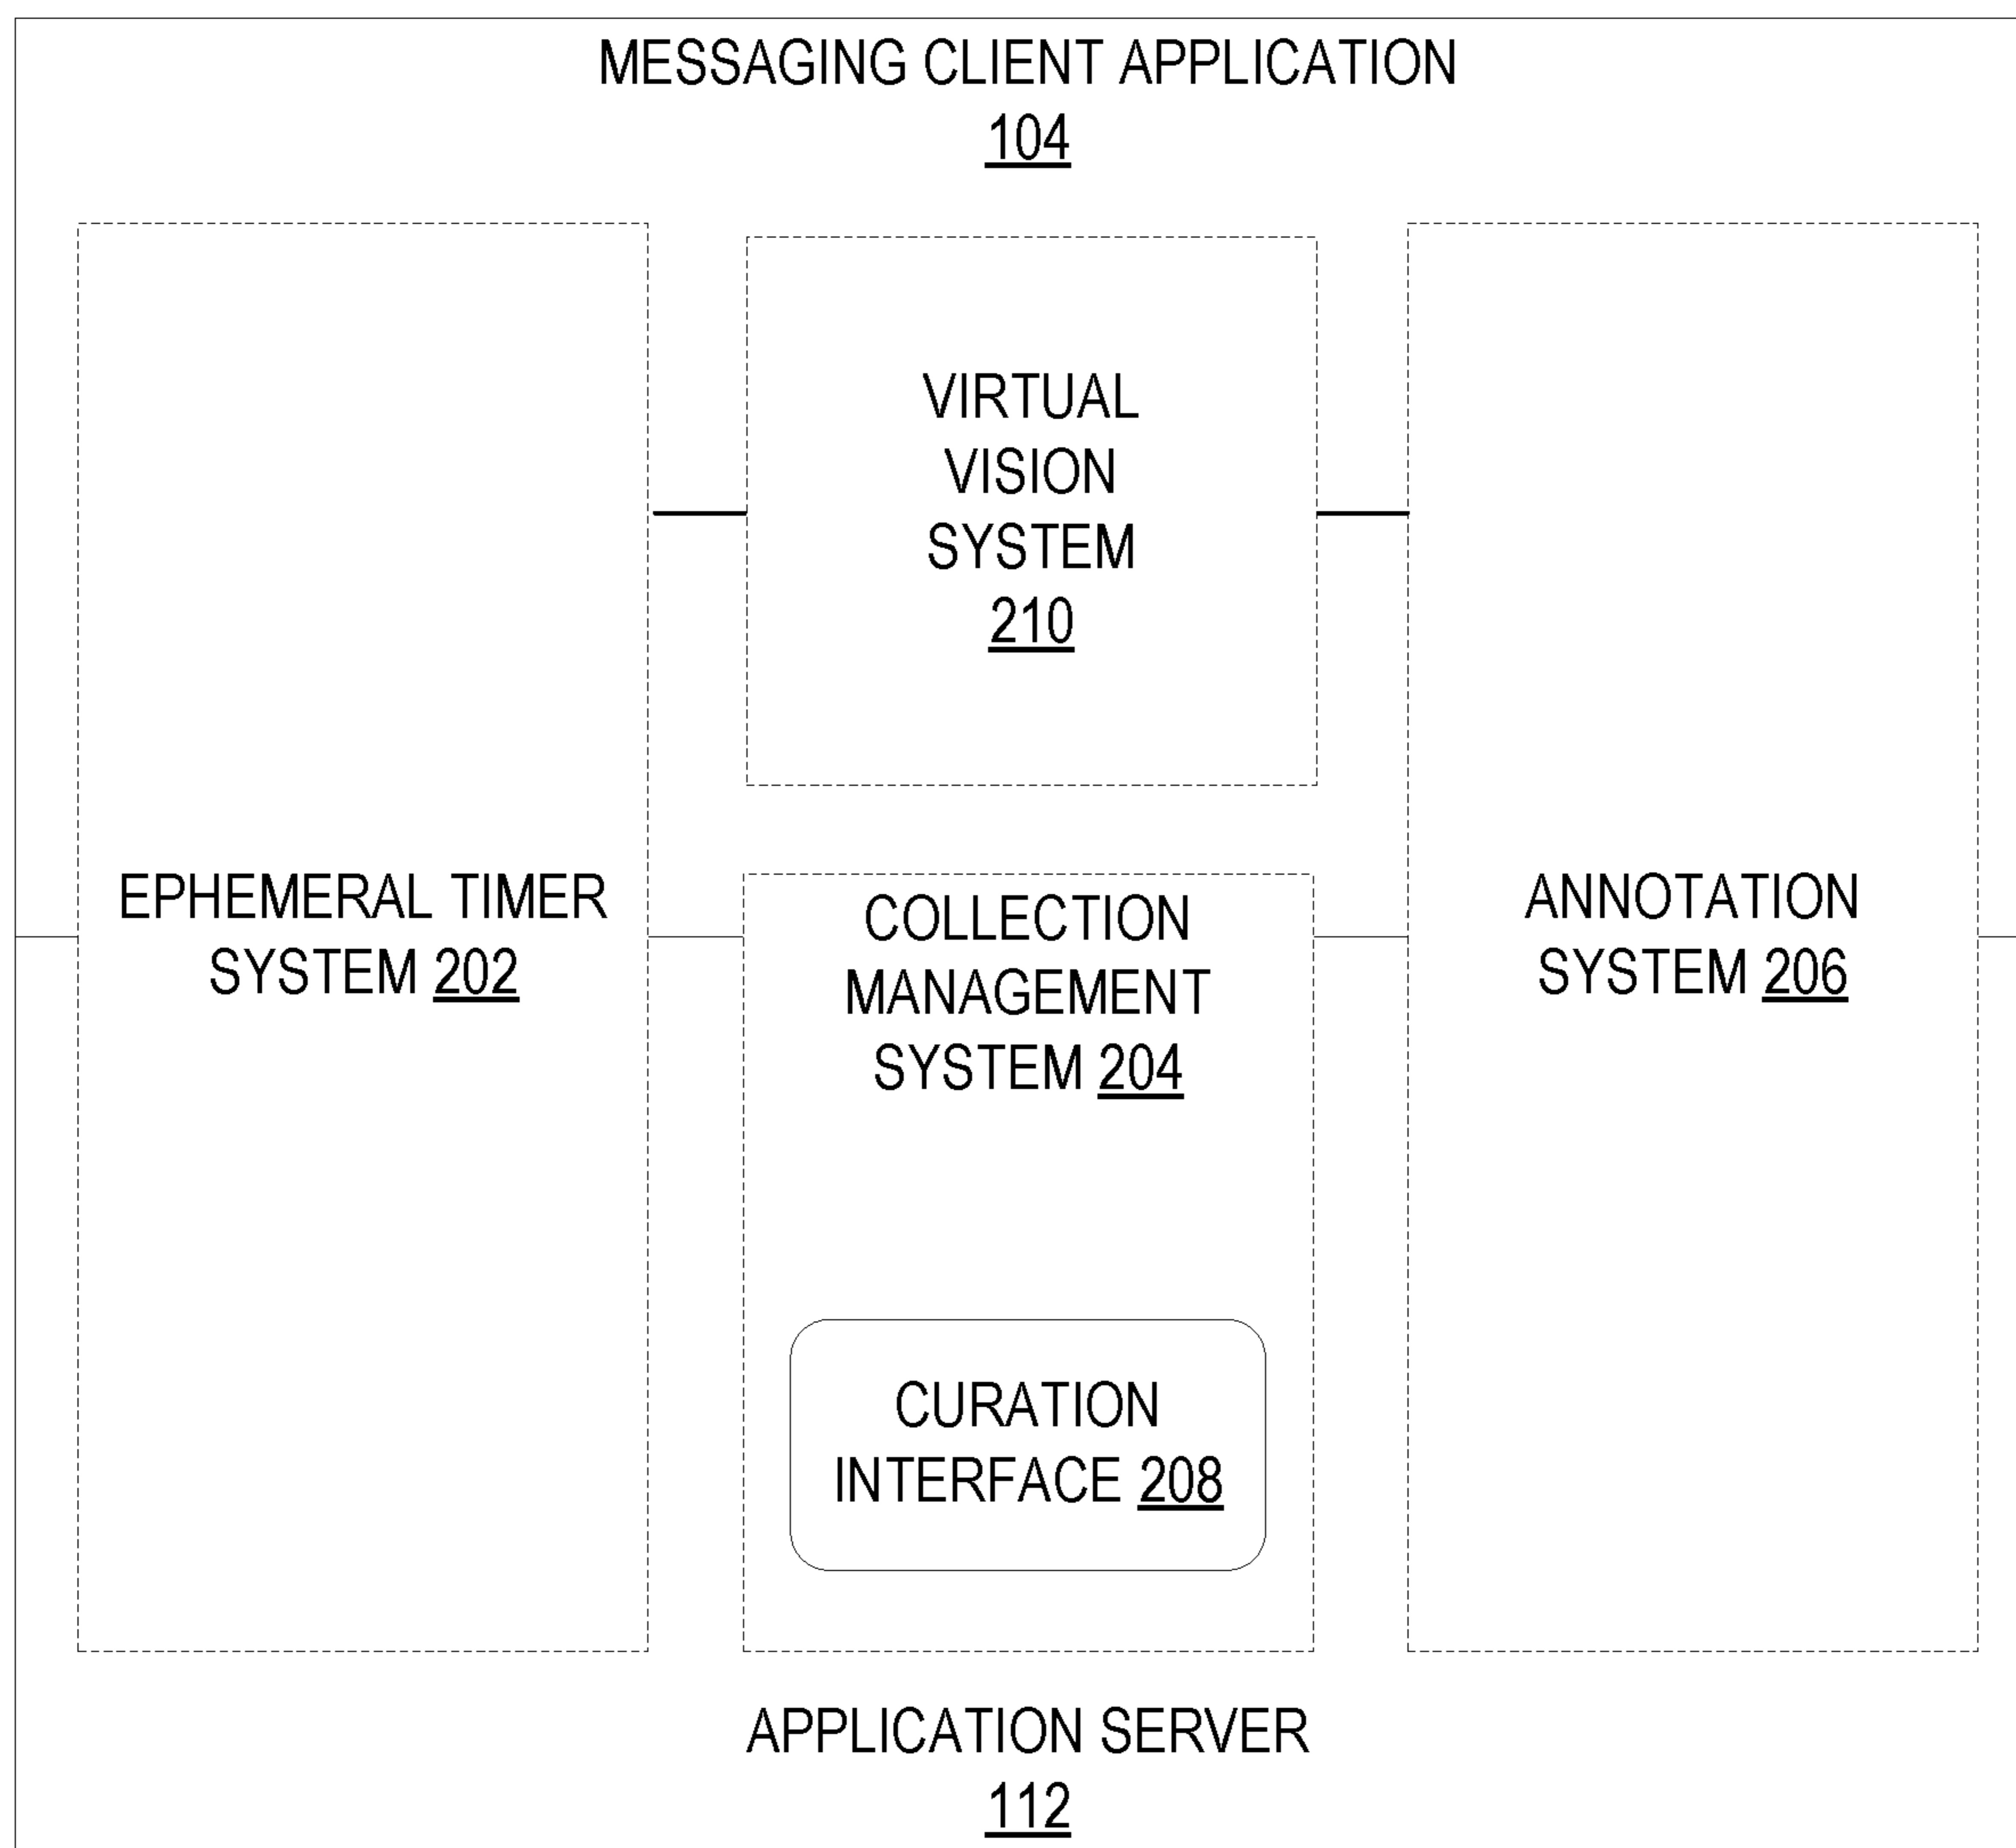 MESSAGING CLIENT APPLICATION
104
VIRTUAL
VISION
SYSTEM
210
EPHEMERAL TIMER
SYSTEM 202
COLLECTION
MANAGEMENT
SYSTEM 204
ANNOTATION
SYSTEM 206
CURATION
INTERFACE 208
APPLICATION SERVER
112